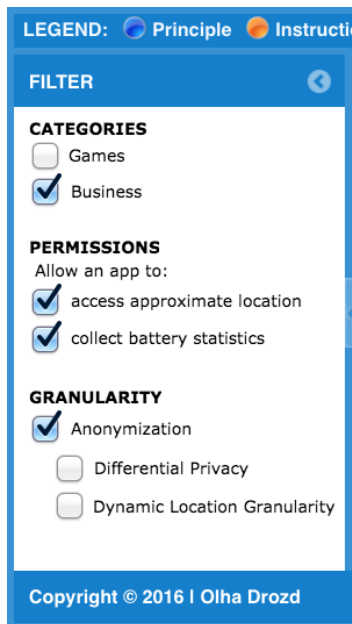 LEGEND: Principle Instructi
FILTER
CATEGORIES
Games
Business
PERMISSIONS
Allow an app to:
access approximate location
collect battery statistics
GRANULARITY
Anonymization
Differential Privacy
Dynamic Location Granularity
Copyright © 2016 | Olha Drozd